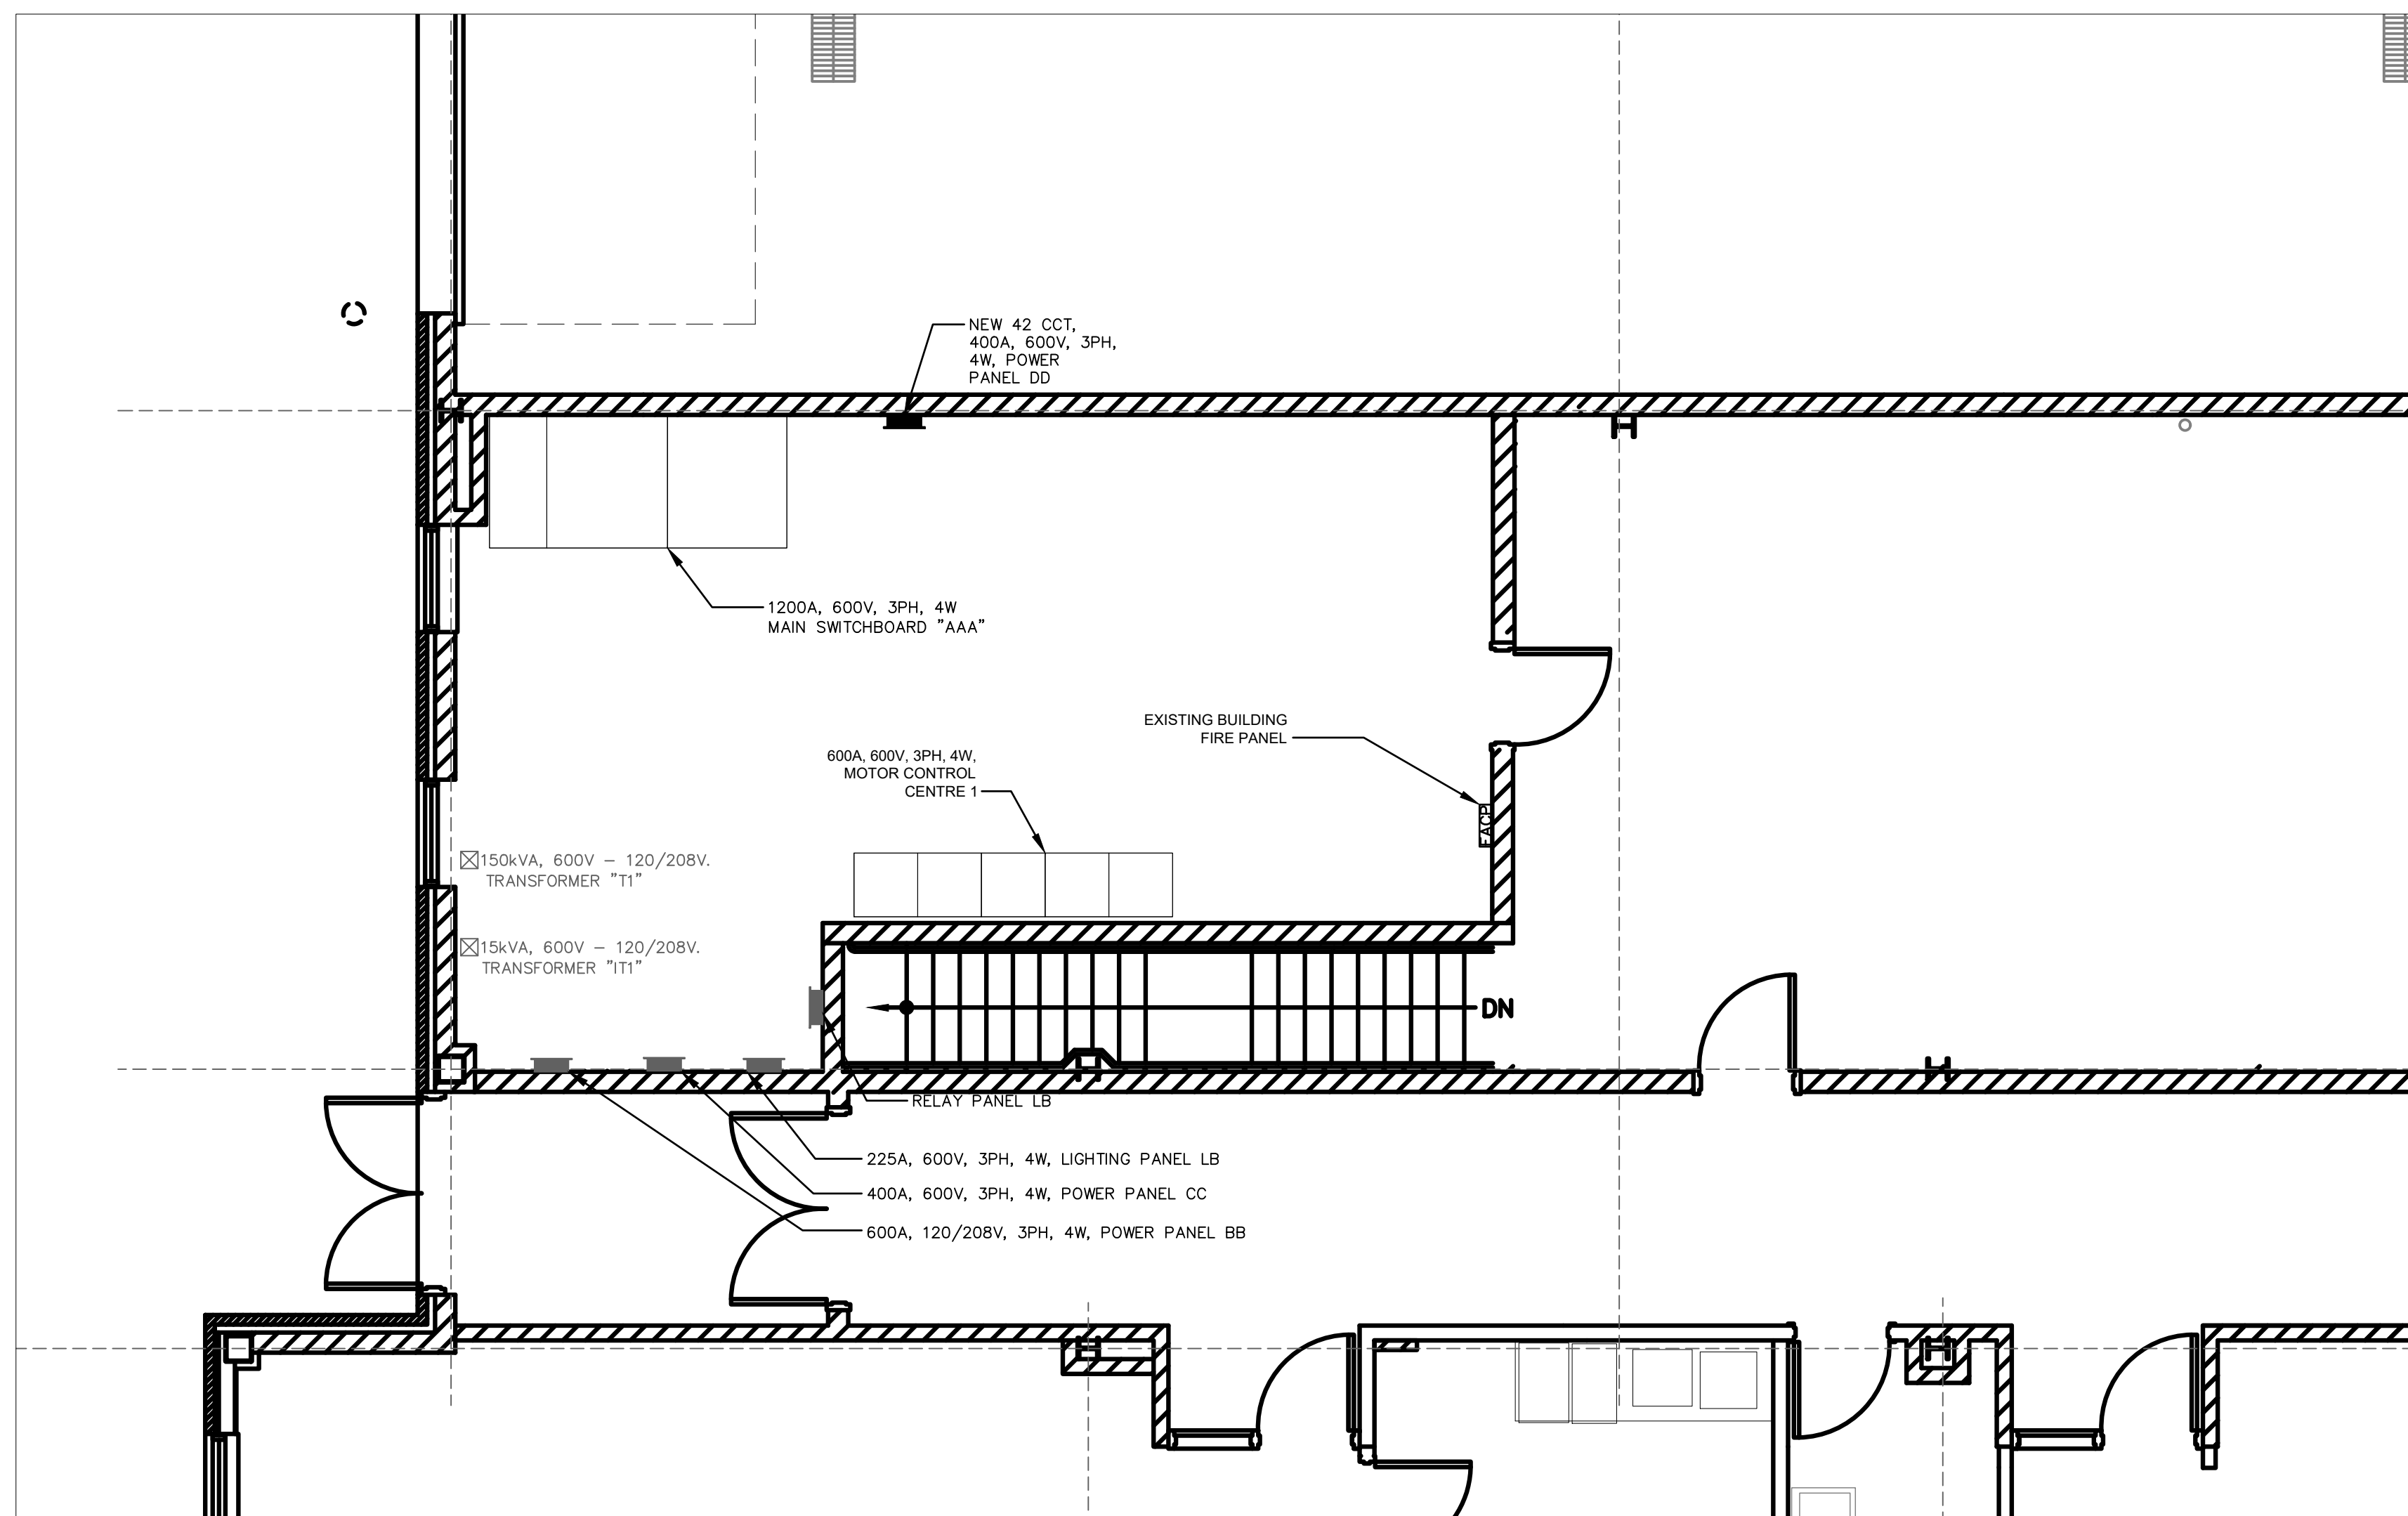 NEW 42 CCT,
400A, 600V, 3PH,
4W, POWER
PANEL DD
1200A, 600V, 3PH, 4W
MAIN SWITCHBOARD "AAA"
EXISTING BUILDING
FIRE PANEL
600A, 600V, 3PH, 4W,
MOTOR CONTROL
CENTRE 1
FACP
150kVA, 600V – 120/208V.
TRANSFORMER "T1"
15kVA, 600V – 120/208V.
TRANSFORMER "IT1"
DN
RELAY PANEL LB
225A, 600V, 3PH, 4W, LIGHTING PANEL LB
400A, 600V, 3PH, 4W, POWER PANEL CC
600A, 120/208V, 3PH, 4W, POWER PANEL BB